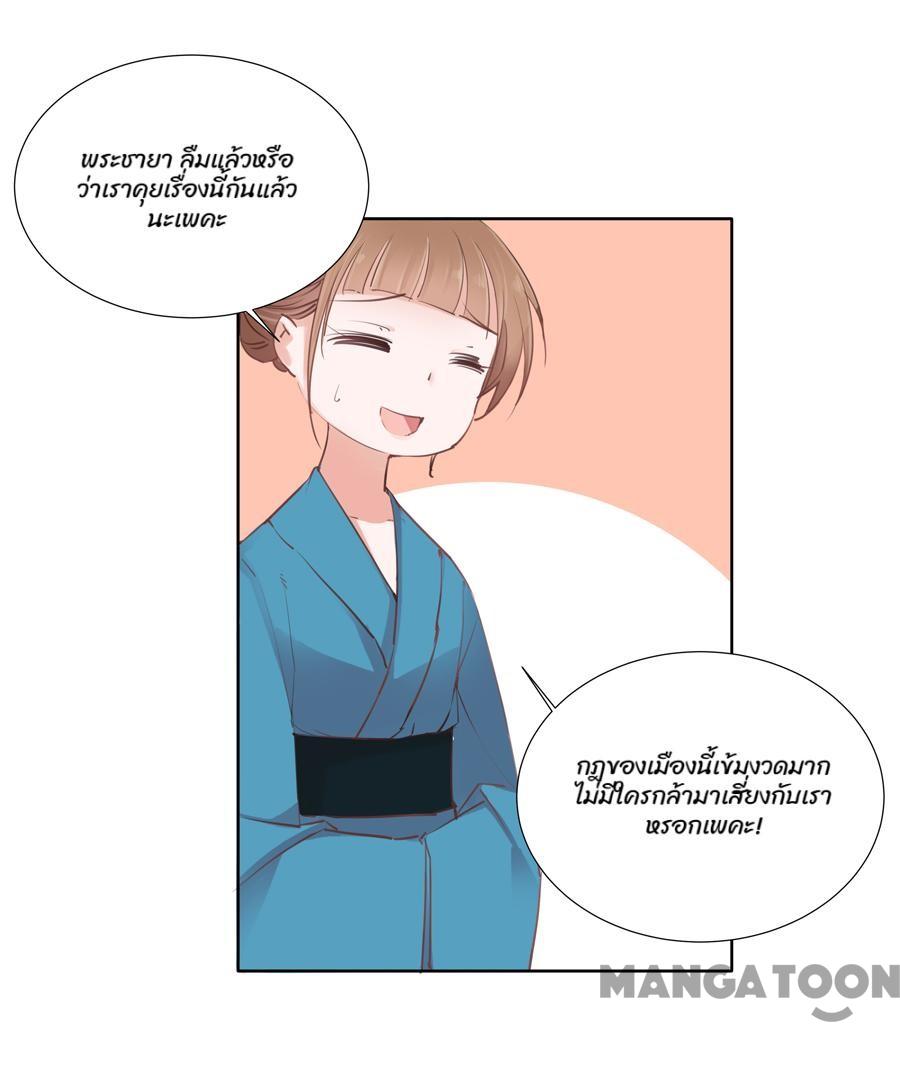 พระชายา ลืมแล้วหรือ
ว่าเราคุยเรื่องนี้กันแล้ว
นะเพคะ
กฎของเมืองนี้เข้มงวดมาก
ไม่มีใครกล้ามาเสี่ยงกับเรา
หรอกเพคะ!
MANGATOON